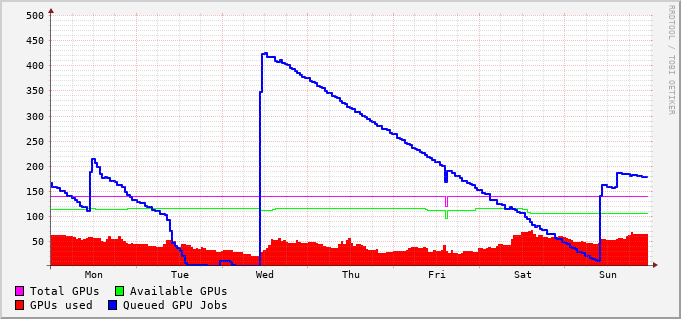 500
450
400
350
300
250
200
150
100
50
Mon Tue Wed Thu Fri Sat Sun
Total GPUs Available GPUs
GPUs used Queued GPU Jobs
RRDTOOL / TOBI OETIKER